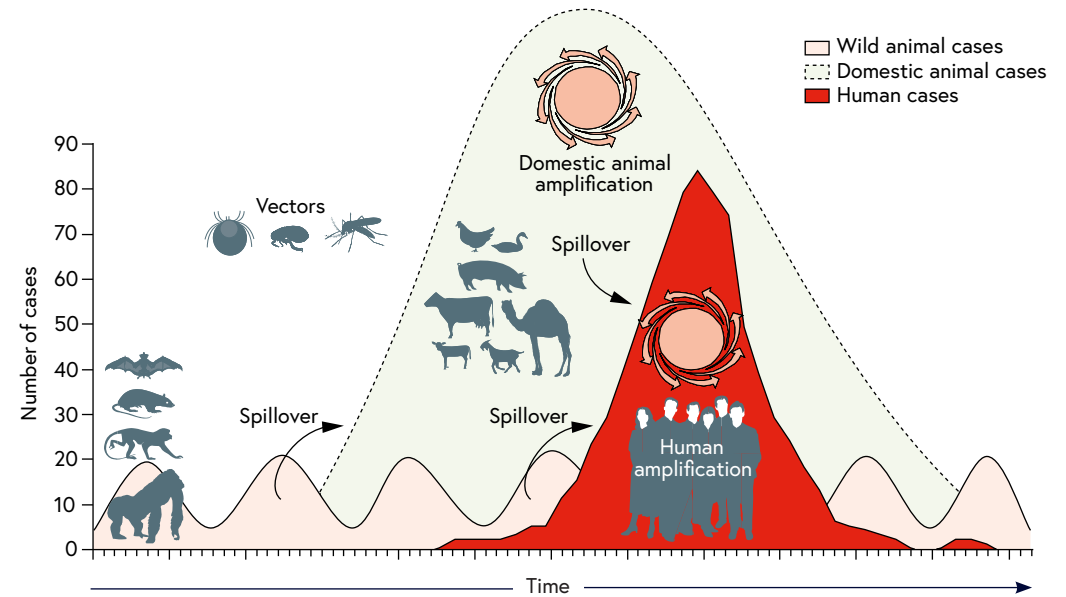 Wild animal cases
Domestic animal cases
Human cases
Number of cases
90
80
70
60
50
40
30
20
10
0
Vectors
Domestic animal
amplification
Spillover
Spillover
Spillover
Human
amplification
Time